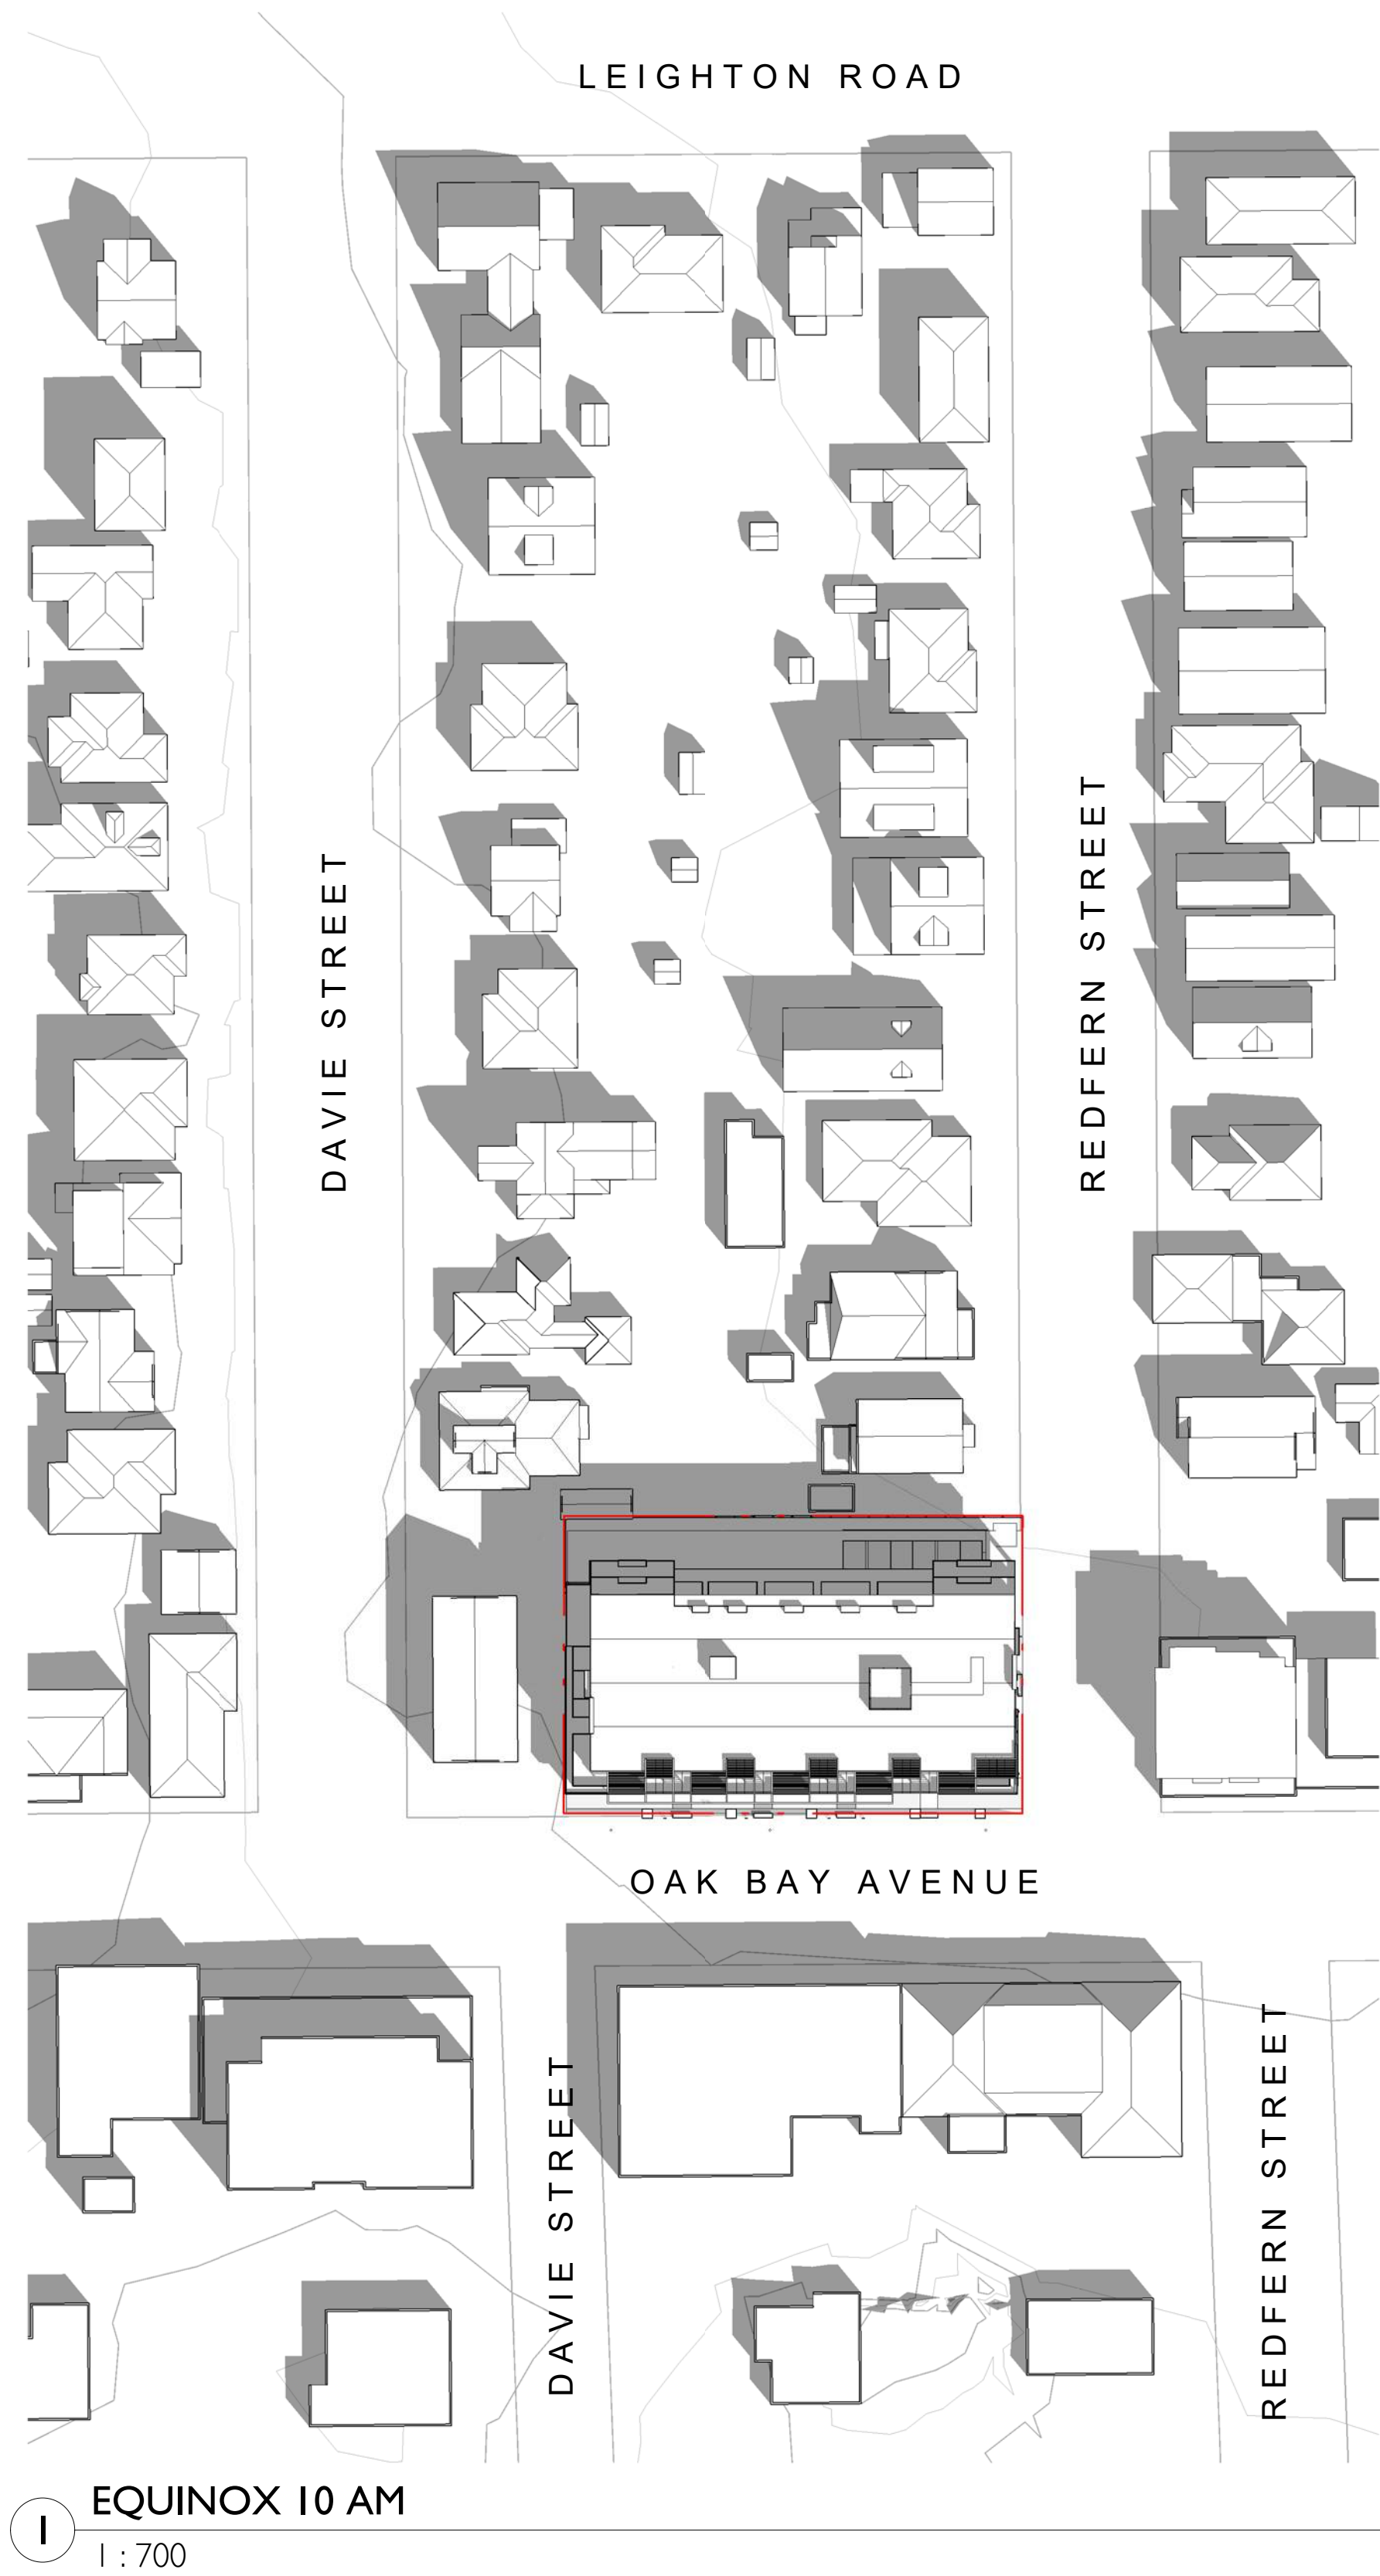 LEIGHTON ROAD
DAVIE STREET
REDFERN STREET
OAK BAY AVENUE
DAVIE STREET
REDFERN STREET
1 EQUINOX 10 AM
1 : 700